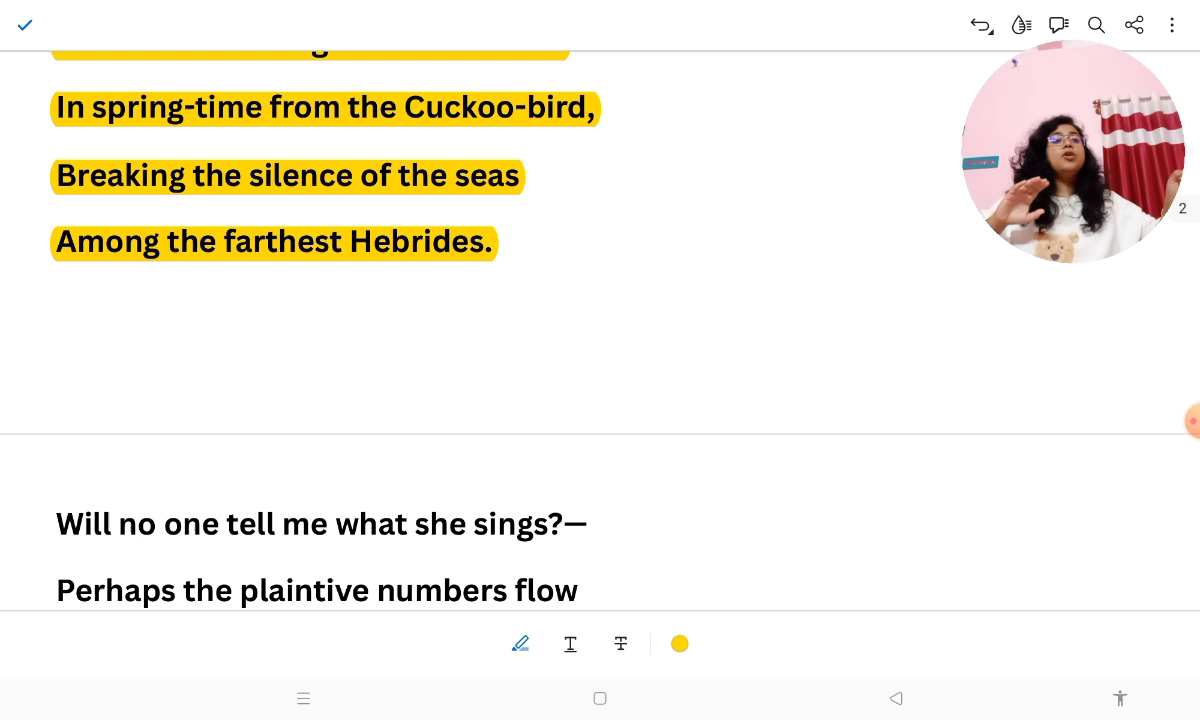 In spring-time from the Cuckoo-bird,
Breaking the silence of the seas
Among the farthest Hebrides.
2
Will no one tell me what she sings?—
Perhaps the plaintive numbers flow